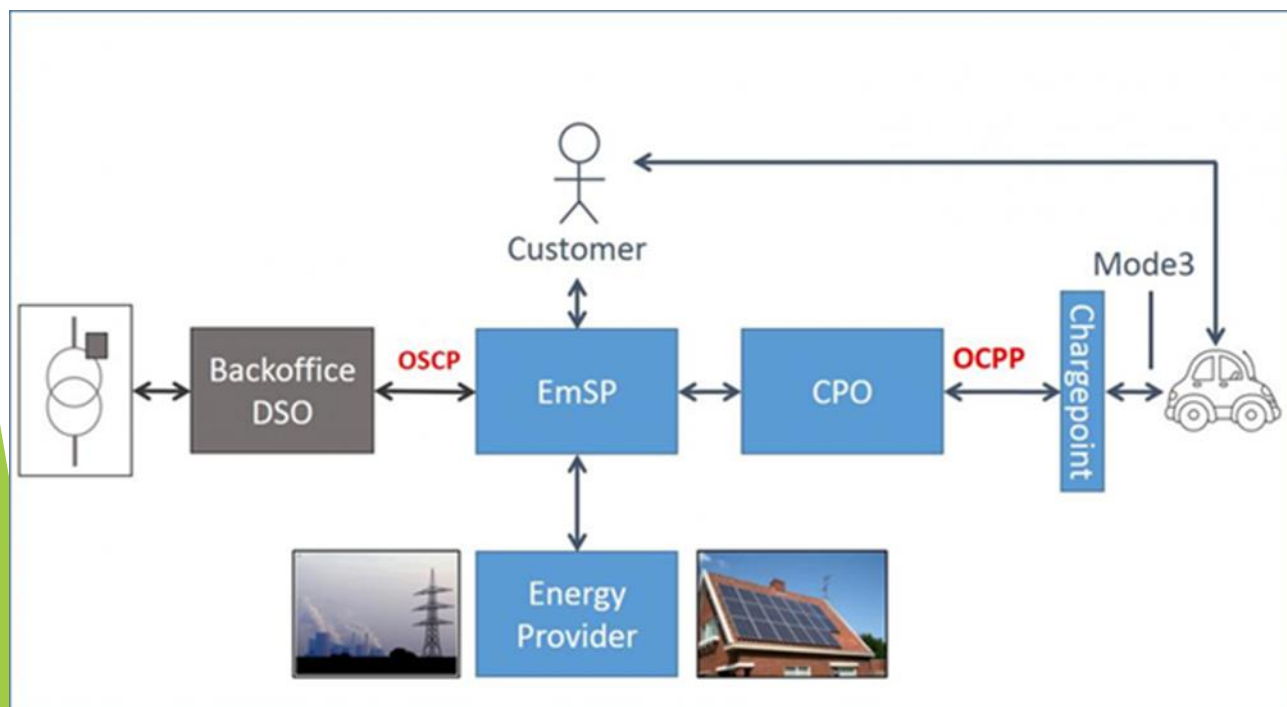 Customer
Mode3
Backoffice
DSO
OSCP
EmSP
CPO
OCPP
Chargepoint
Energy
Provider